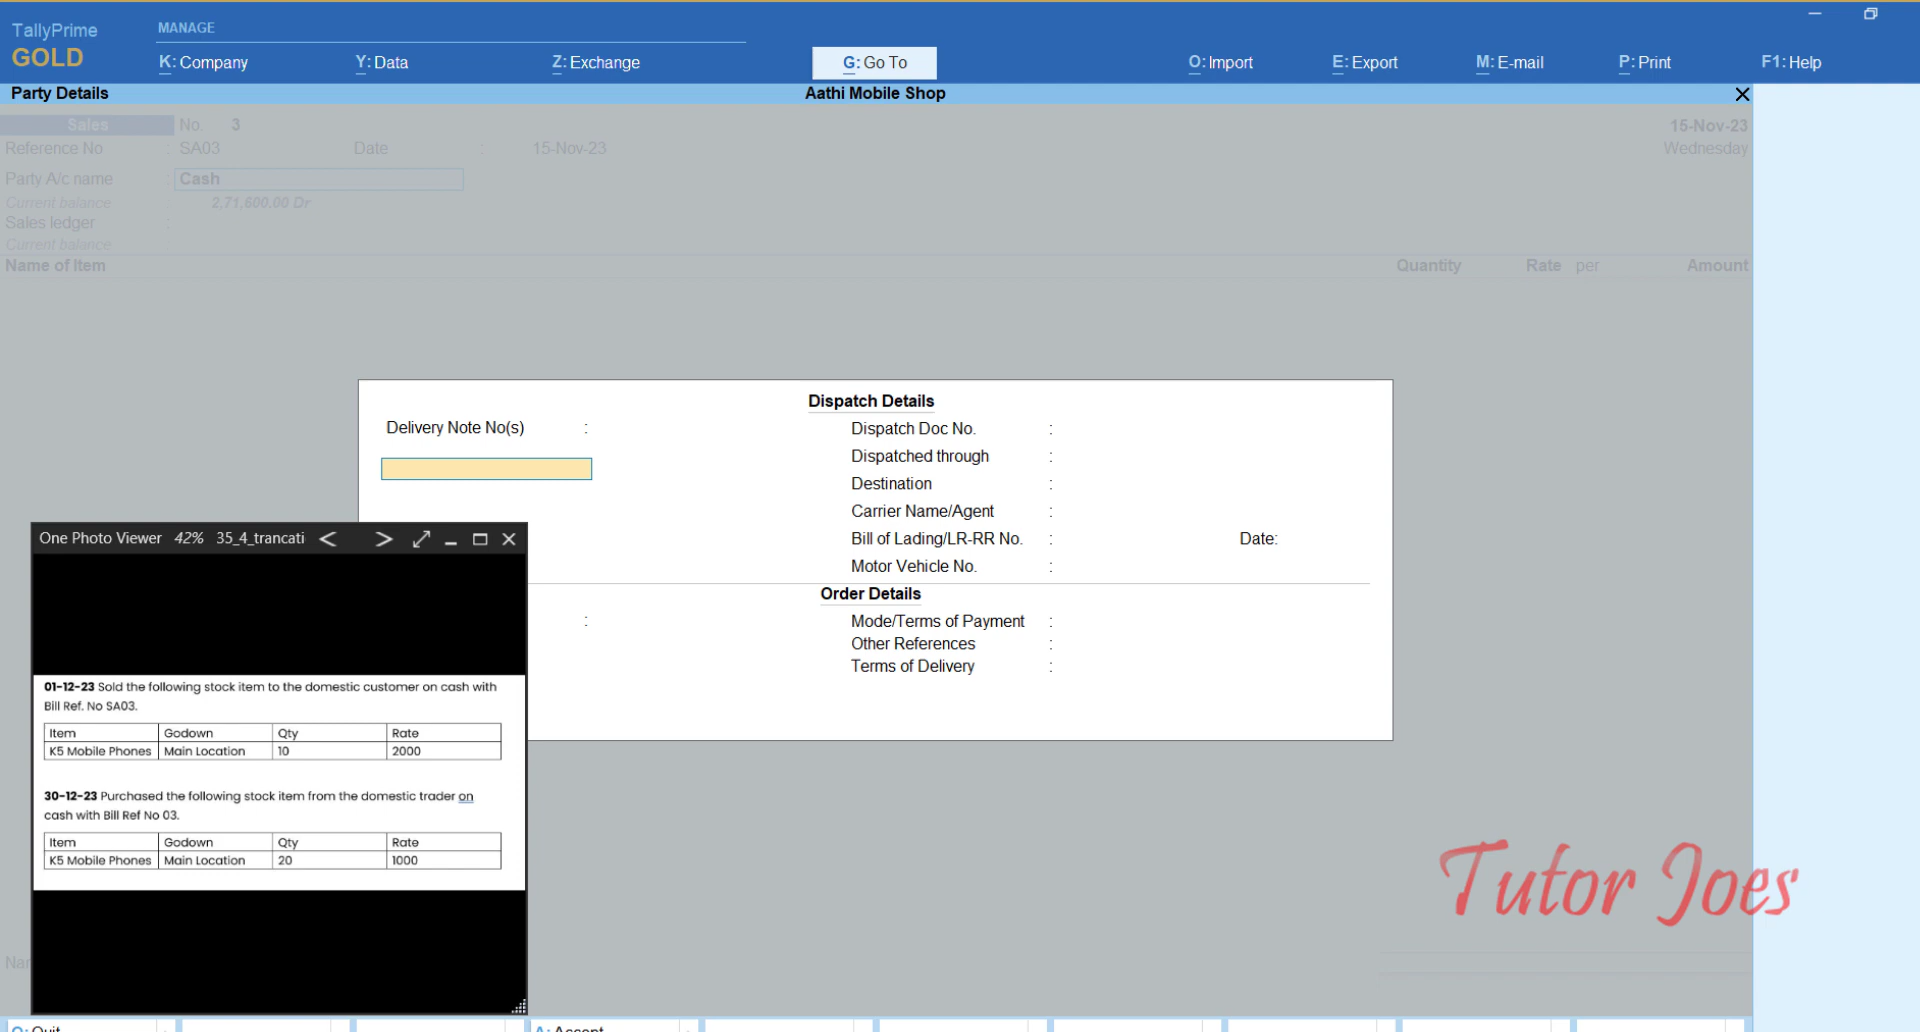 TallyPrime
GOLD
MANAGE
K: Company
Y: Data
Z: Exchange
G: Go To
O: Import
E: Export
M: E-mail
P: Print
F1: Help
Party Details
Aathi Mobile Shop
Sales No. 3
15-Nov-23
Reference No : SA03 Date : 15-Nov-23
Wednesday
Party A/c name : Cash
Current balance : 2,71,600.00 Dr
Sales ledger :
Current balance
Name of Item Quantity Rate per Amount
Dispatch Details
Delivery Note No(s) :
Dispatch Doc No. :
Dispatched through :
Destination :
Carrier Name/Agent :
Bill of Lading/LR-RR No. : Date:
Motor Vehicle No. :
Order Details
:
Mode/Terms of Payment :
Other References :
Terms of Delivery :
One Photo Viewer 42% 35_4_trancati
01-12-23 Sold the following stock item to the domestic customer on cash with
Bill Ref. No SA03.
Item Godown Qty Rate
K5 Mobile Phones Main Location 10 2000
30-12-23 Purchased the following stock item from the domestic trader on
cash with Bill Ref No 03.
Item Godown Qty Rate
K5 Mobile Phones Main Location 20 1000
Tutor Joes
Q: Quit
A: Accept